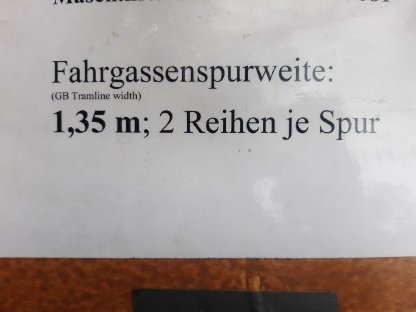 Fahrgassenspurweite:
(GB Tramline width)
1,35 m; 2 Reihen je Spur